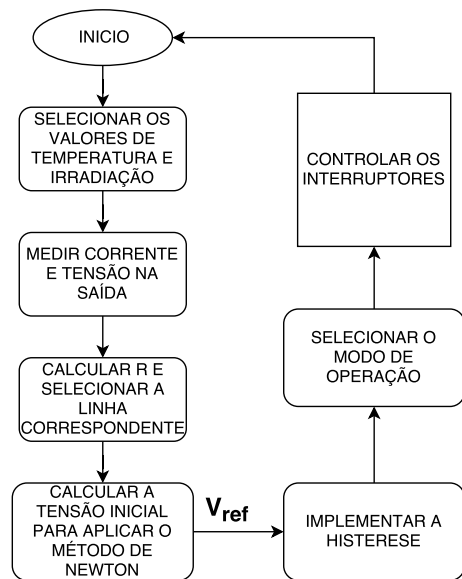 INICIO
SELECIONAR OS
VALORES DE
TEMPERATURA E
IRRADIAÇÃO
MEDIR CORRENTE
E TENSÃO NA
SAÍDA
CALCULAR R E
SELECIONAR A
LINHA
CORRESPONDENTE
CALCULAR A
TENSÃO INICIAL
PARA APLICAR O
MÉTODO DE
NEWTON
Vref
IMPLEMENTAR A
HISTERESE
SELECIONAR O
MODO DE
OPERAÇÃO
CONTROLAR OS
INTERRUPTORES